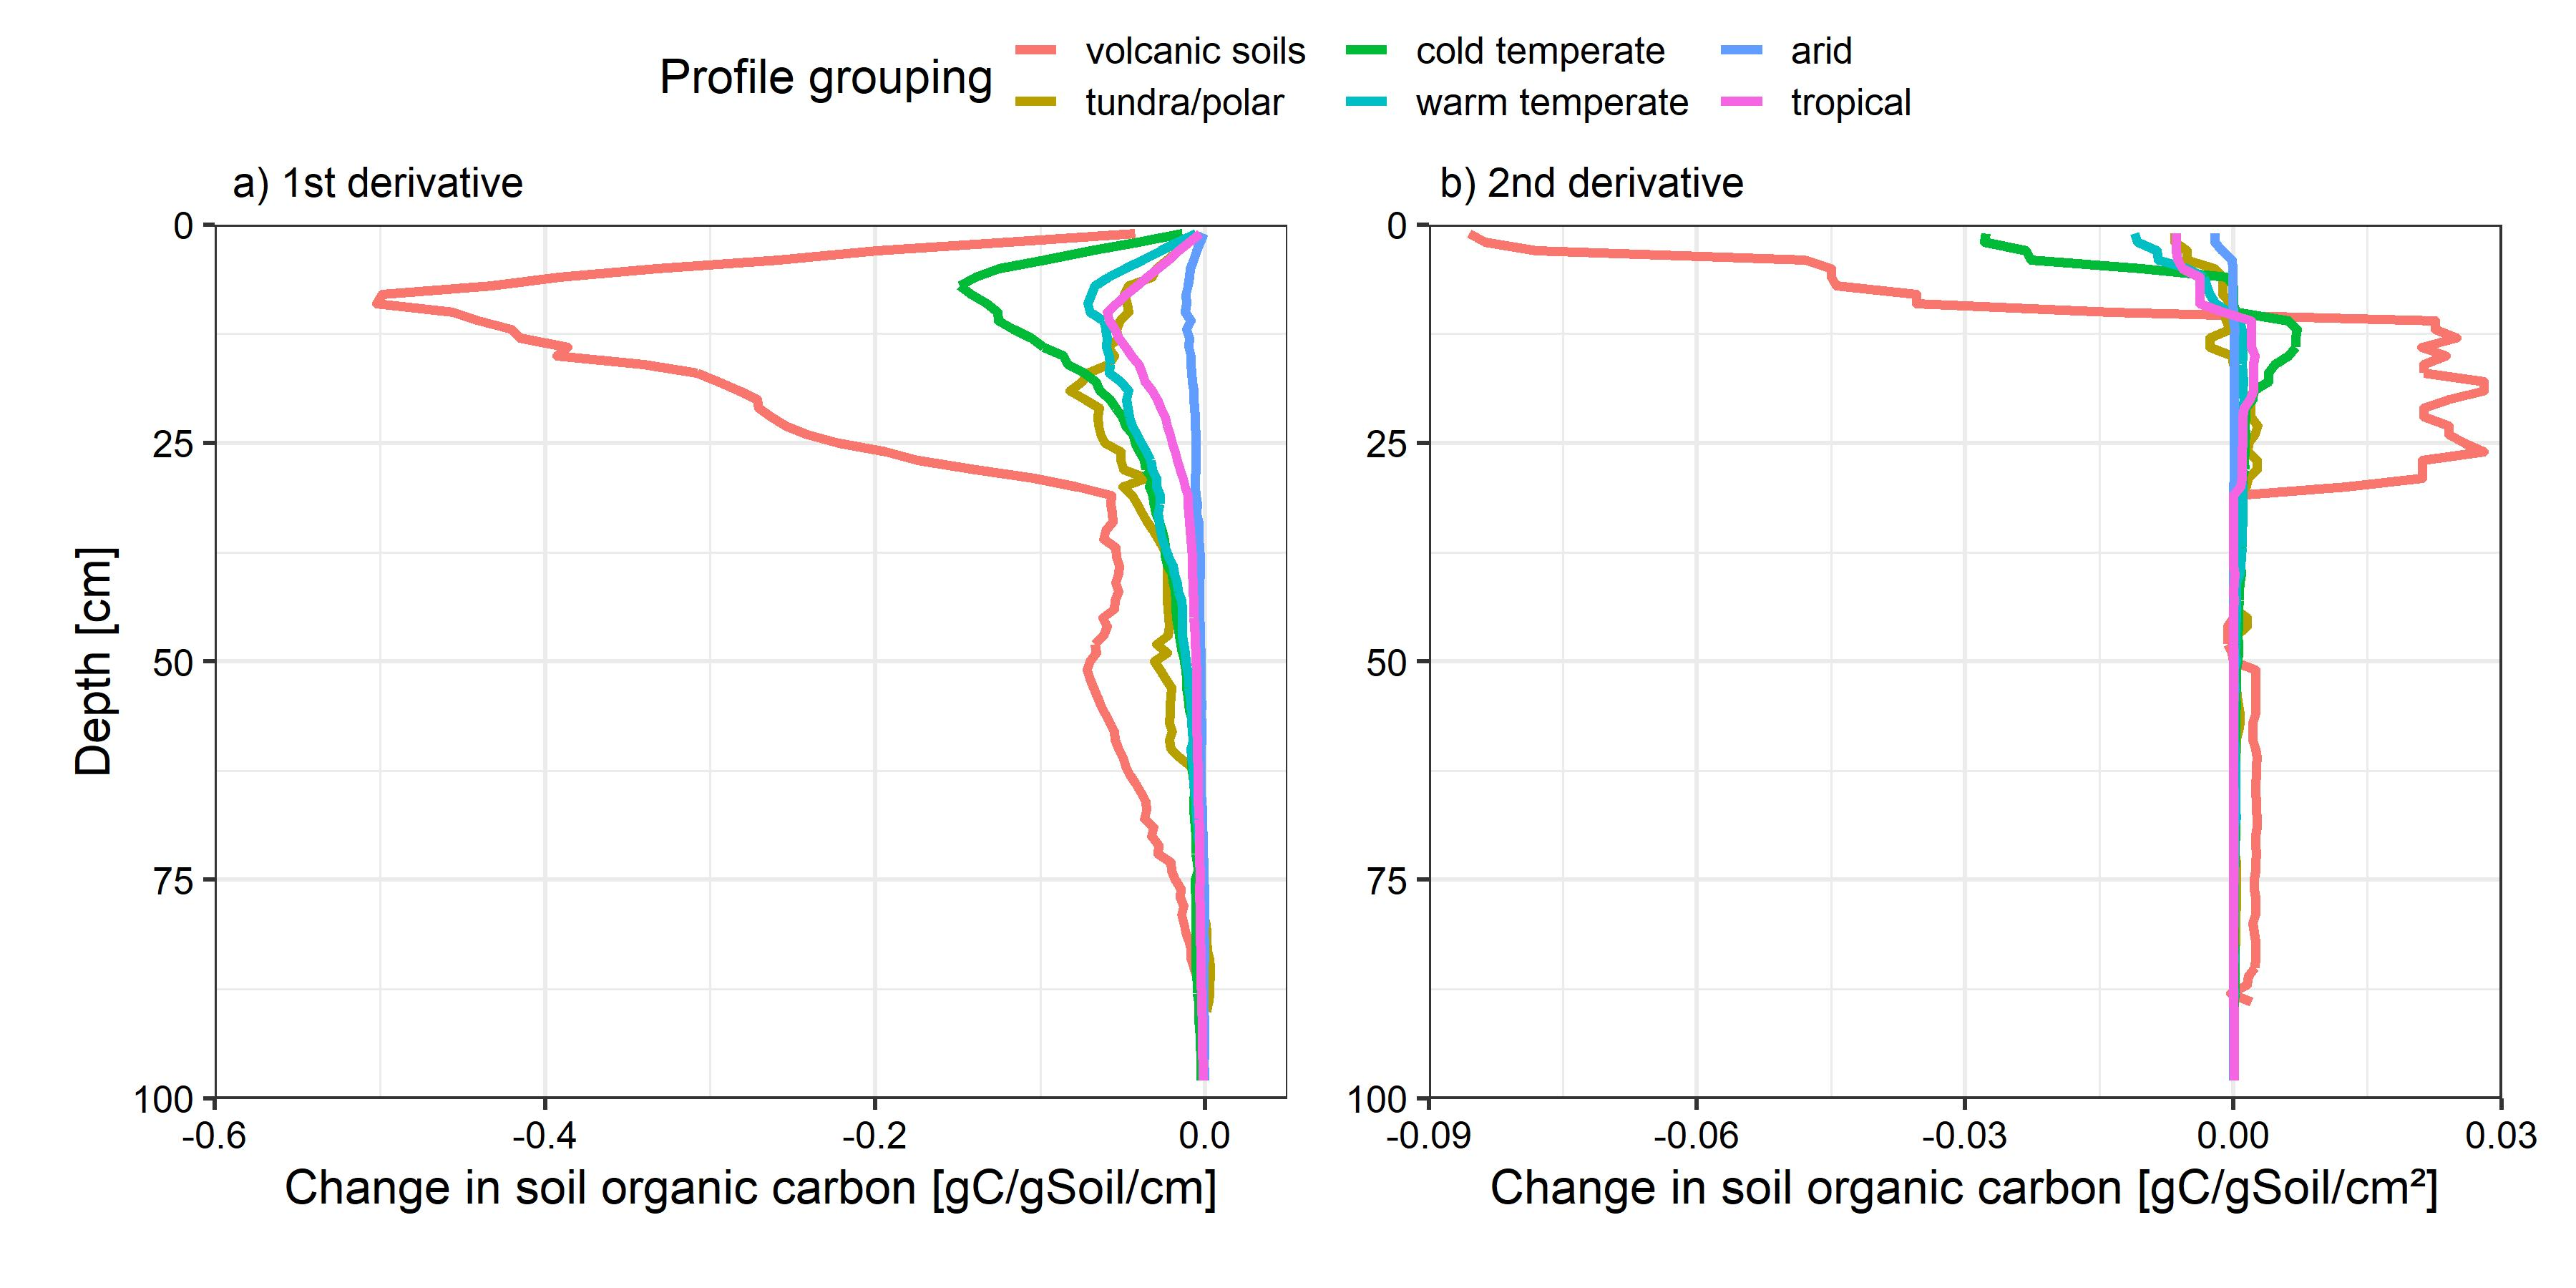 Profile grouping
volcanic soils cold temperate arid
tundra/polar warm temperate tropical
a) 1st derivative
b) 2nd derivative
Depth [cm]
0
25
50
75
100
-0.6 -0.4 -0.2 0.0
Change in soil organic carbon [gC/gSoil/cm]
0
25
50
75
100
-0.09 -0.06 -0.03 0.00 0.03
Change in soil organic carbon [gC/gSoil/cm²]